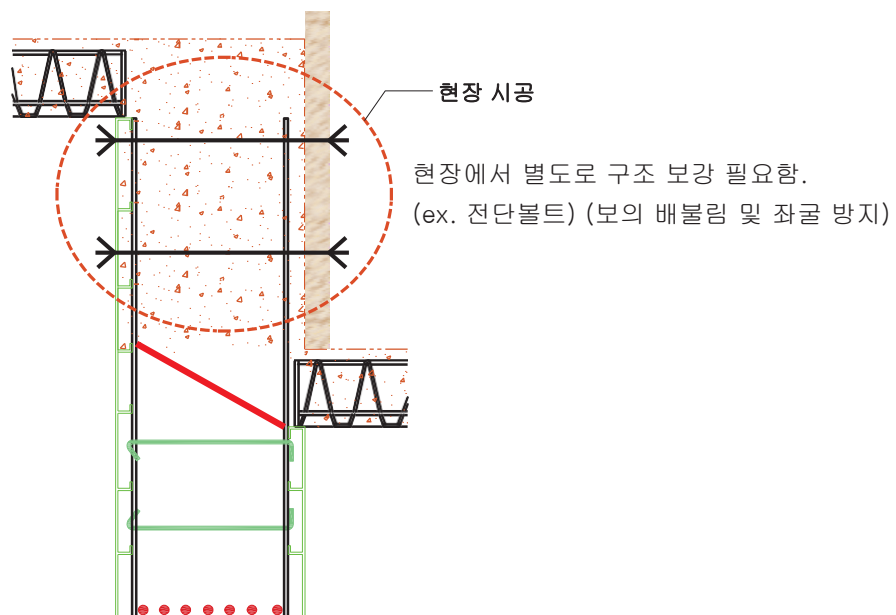 현장 시공
현장에서 별도로 구조 보강 필요함.
(ex. 전단볼트) (보의 배불림 및 좌굴 방지)